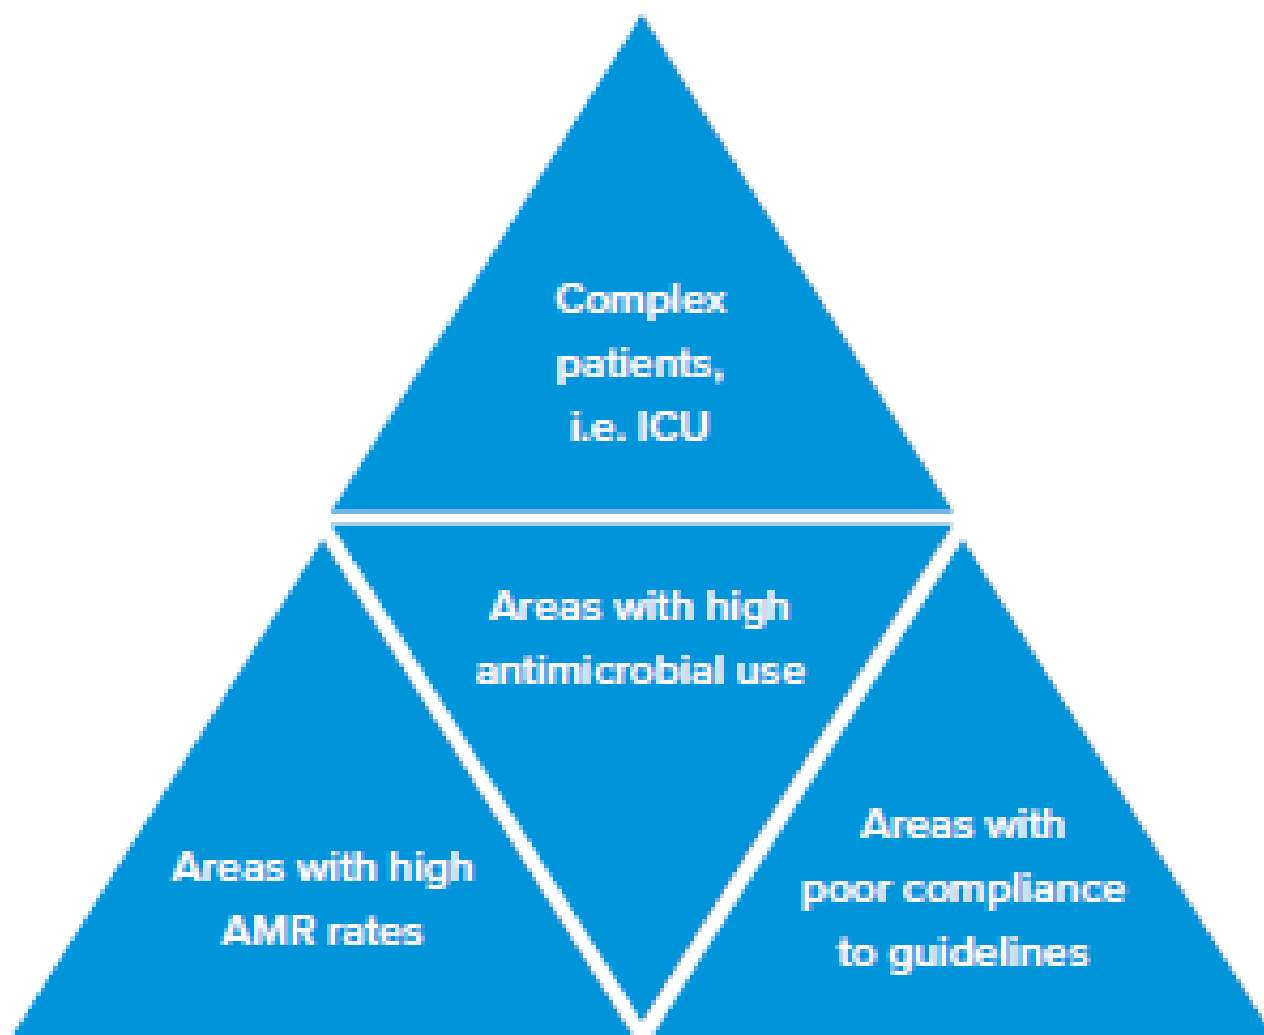 Complex
patients,
i.e. ICU
Areas with high
antimicrobial use
Areas with high
AMR rates
Areas with
poor compliance
to guidelines